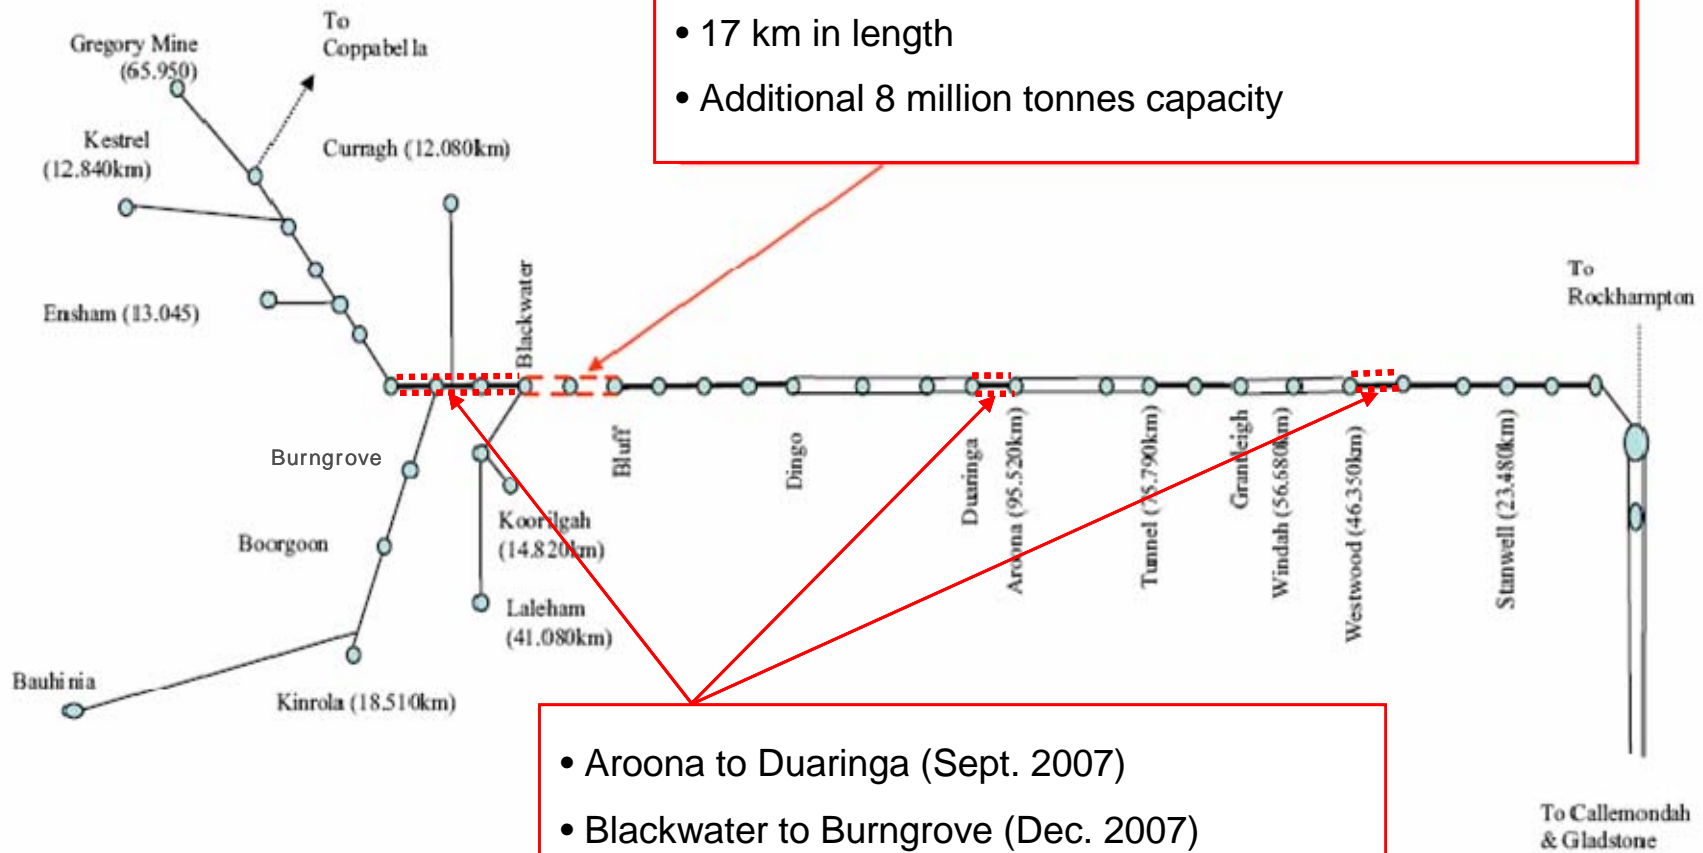 To
Coppabella
Gregory Mine
(65.950)
• 17 km in length
• Additional 8 million tonnes capacity
Kestrel
(12.840km)
Curragh (12.080km)
Ensham (13.045)
Blackwater
To
Rockhampton
Burngrove
Bluff
Dingo
Duaringa
Aroona (95.520km)
Tunnel (75.790km)
Grantleigh
Windah (56.680km)
Westwood (46.350km)
Stanwell (23.480km)
Boorgoon
Koorilgah
(14.820km)
Laleham
(41.080km)
Bauhinia
Kinrola (18.510km)
• Aroona to Duaringa (Sept. 2007)
• Blackwater to Burngrove (Dec. 2007)
To Callemondah
& Gladstone